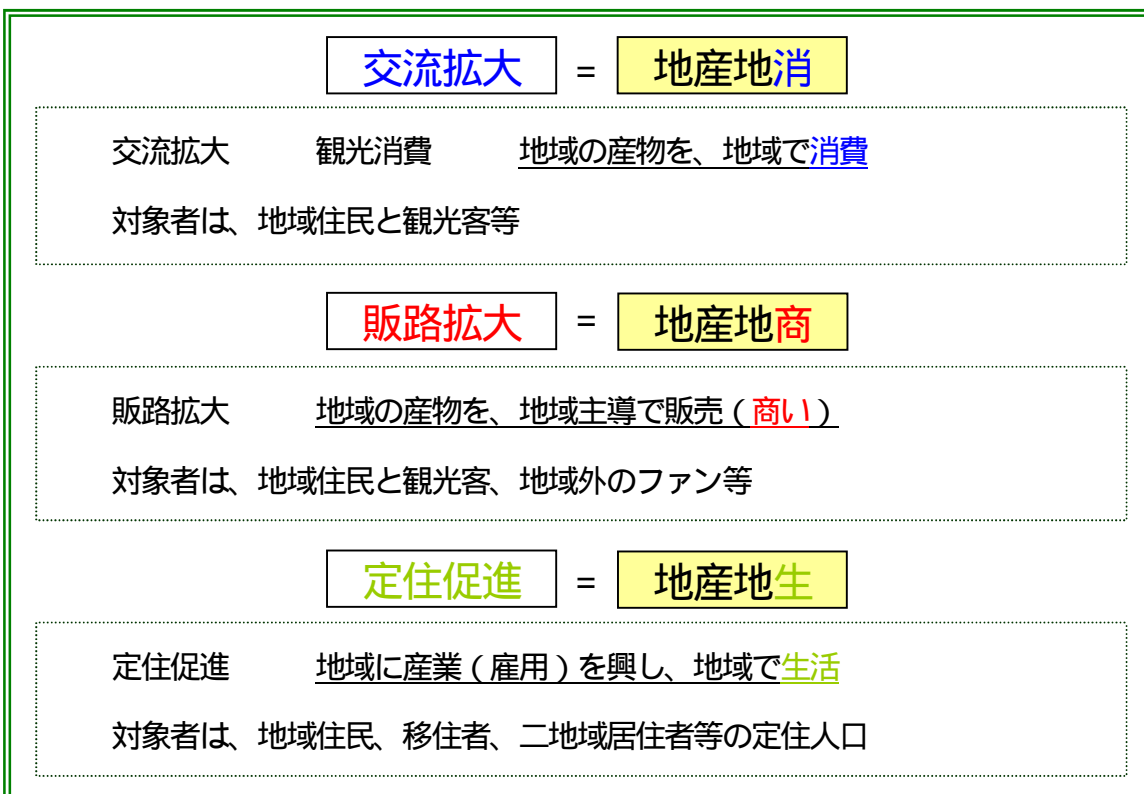 交流拡大 = 地産地消
交流拡大 観光消費 地域の産物を、地域で消費
対象者は、地域住民と観光客等
販路拡大 = 地産地商
販路拡大 地域の産物を、地域主導で販売(商い)
対象者は、地域住民と観光客、地域外のファン等
定住促進 = 地産地生
定住促進 地域に産業(雇用)を興し、地域で生活
対象者は、地域住民、移住者、二地域居住者等の定住人口